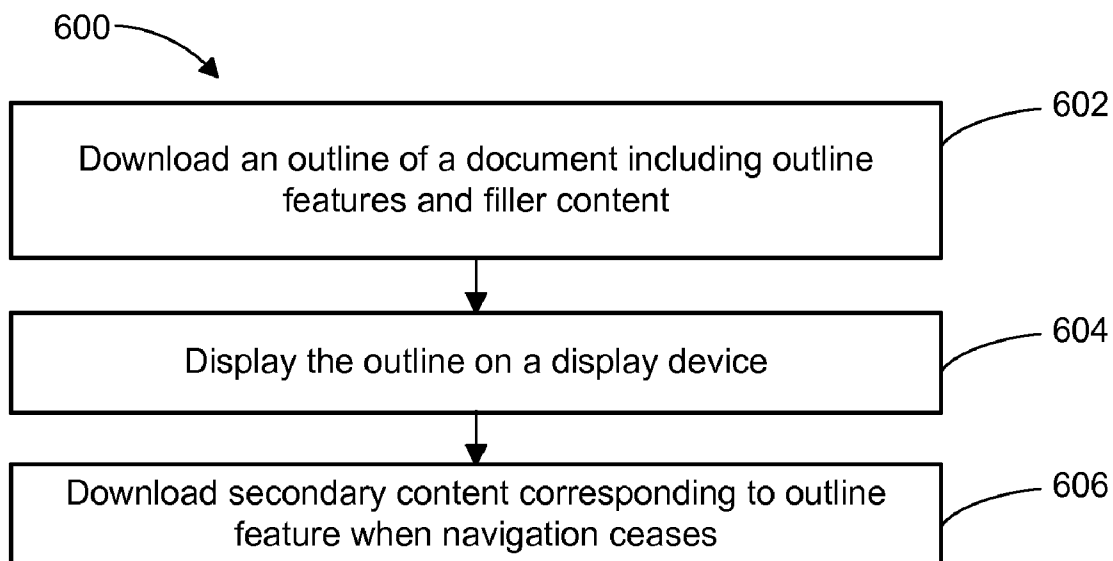 600
602
Download an outline of a document including outline
features and filler content
604
Display the outline on a display device
606
Download secondary content corresponding to outline
feature when navigation ceases